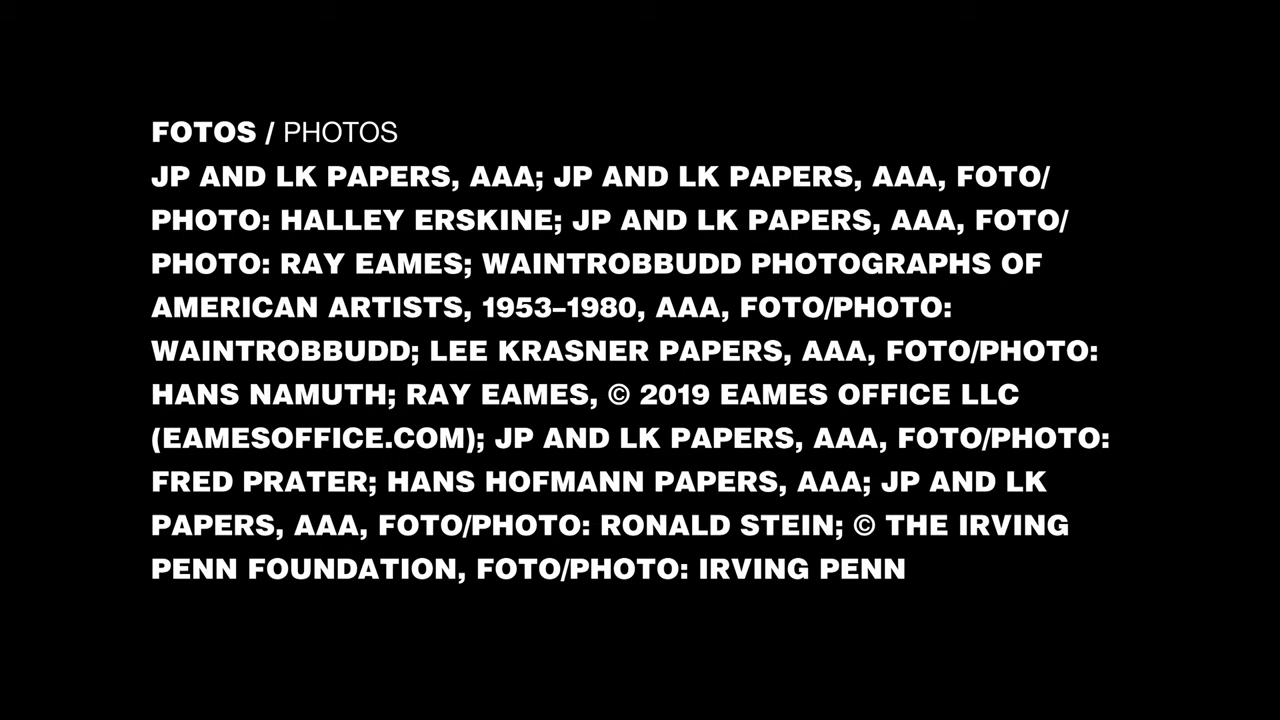 FOTOS / PHOTOS
JP AND LK PAPERS, AAA; JP AND LK PAPERS, AAA, FOTO/
PHOTO: HALLEY ERSKINE; JP AND LK PAPERS, AAA, FOTO/
PHOTO: RAY EAMES; WAINTROBBUDD PHOTOGRAPHS OF
AMERICAN ARTISTS, 1953–1980, AAA, FOTO/PHOTO:
WAINTROBBUDD; LEE KRASNER PAPERS, AAA, FOTO/PHOTO:
HANS NAMUTH; RAY EAMES, © 2019 EAMES OFFICE LLC
(EAMESOFFICE.COM); JP AND LK PAPERS, AAA, FOTO/PHOTO:
FRED PRATER; HANS HOFMANN PAPERS, AAA; JP AND LK
PAPERS, AAA, FOTO/PHOTO: RONALD STEIN; © THE IRVING
PENN FOUNDATION, FOTO/PHOTO: IRVING PENN